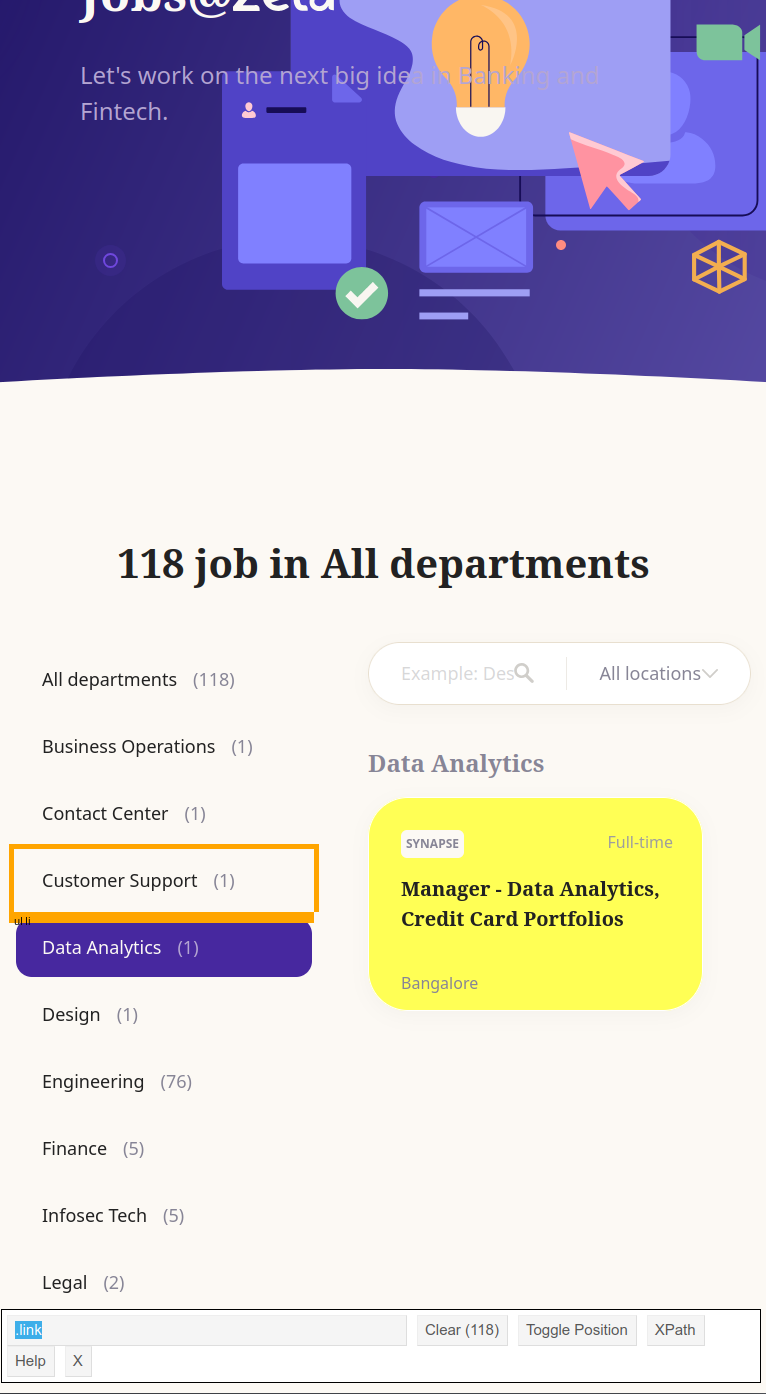 jobs@zeta
Let's work on the next big idea in Banking and
Fintech.
118 job in All departments
All departments (118)
Business Operations (1)
Contact Center (1)
Customer Support (1)
ul li
Data Analytics (1)
Design (1)
Engineering (76)
Finance (5)
Infosec Tech (5)
Legal (2)
Example: Des
All locations
Data Analytics
SYNAPSE
Full-time
Manager - Data Analytics,
Credit Card Portfolios
Bangalore
.link
Clear (118)
Toggle Position
XPath
Help
X